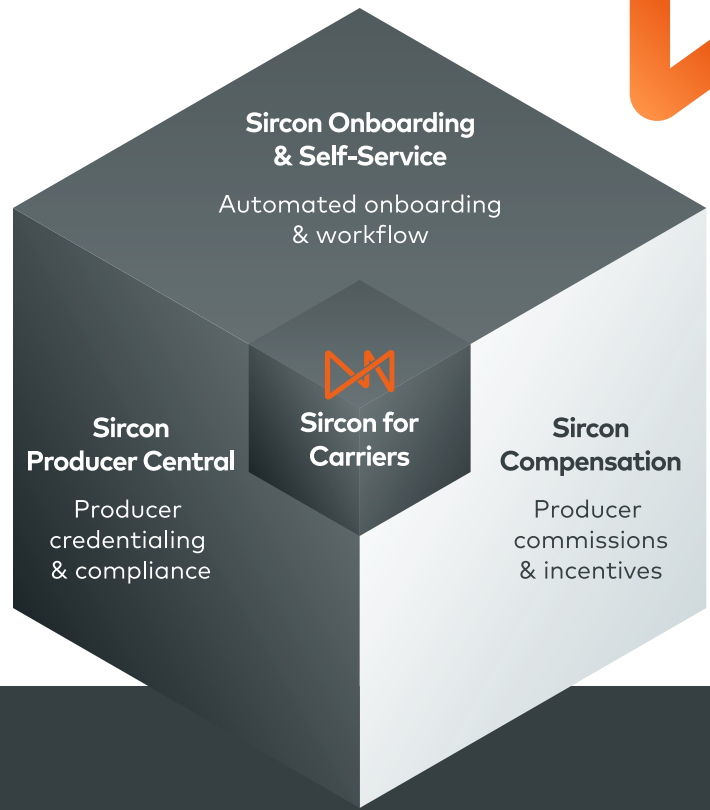 Sircon Onboarding
& Self-Service
Automated onboarding
& workflow
Sircon for
Carriers
Sircon
Producer Central
Producer
credentialing
& compliance
Sircon
Compensation
Producer
commissions
& incentives